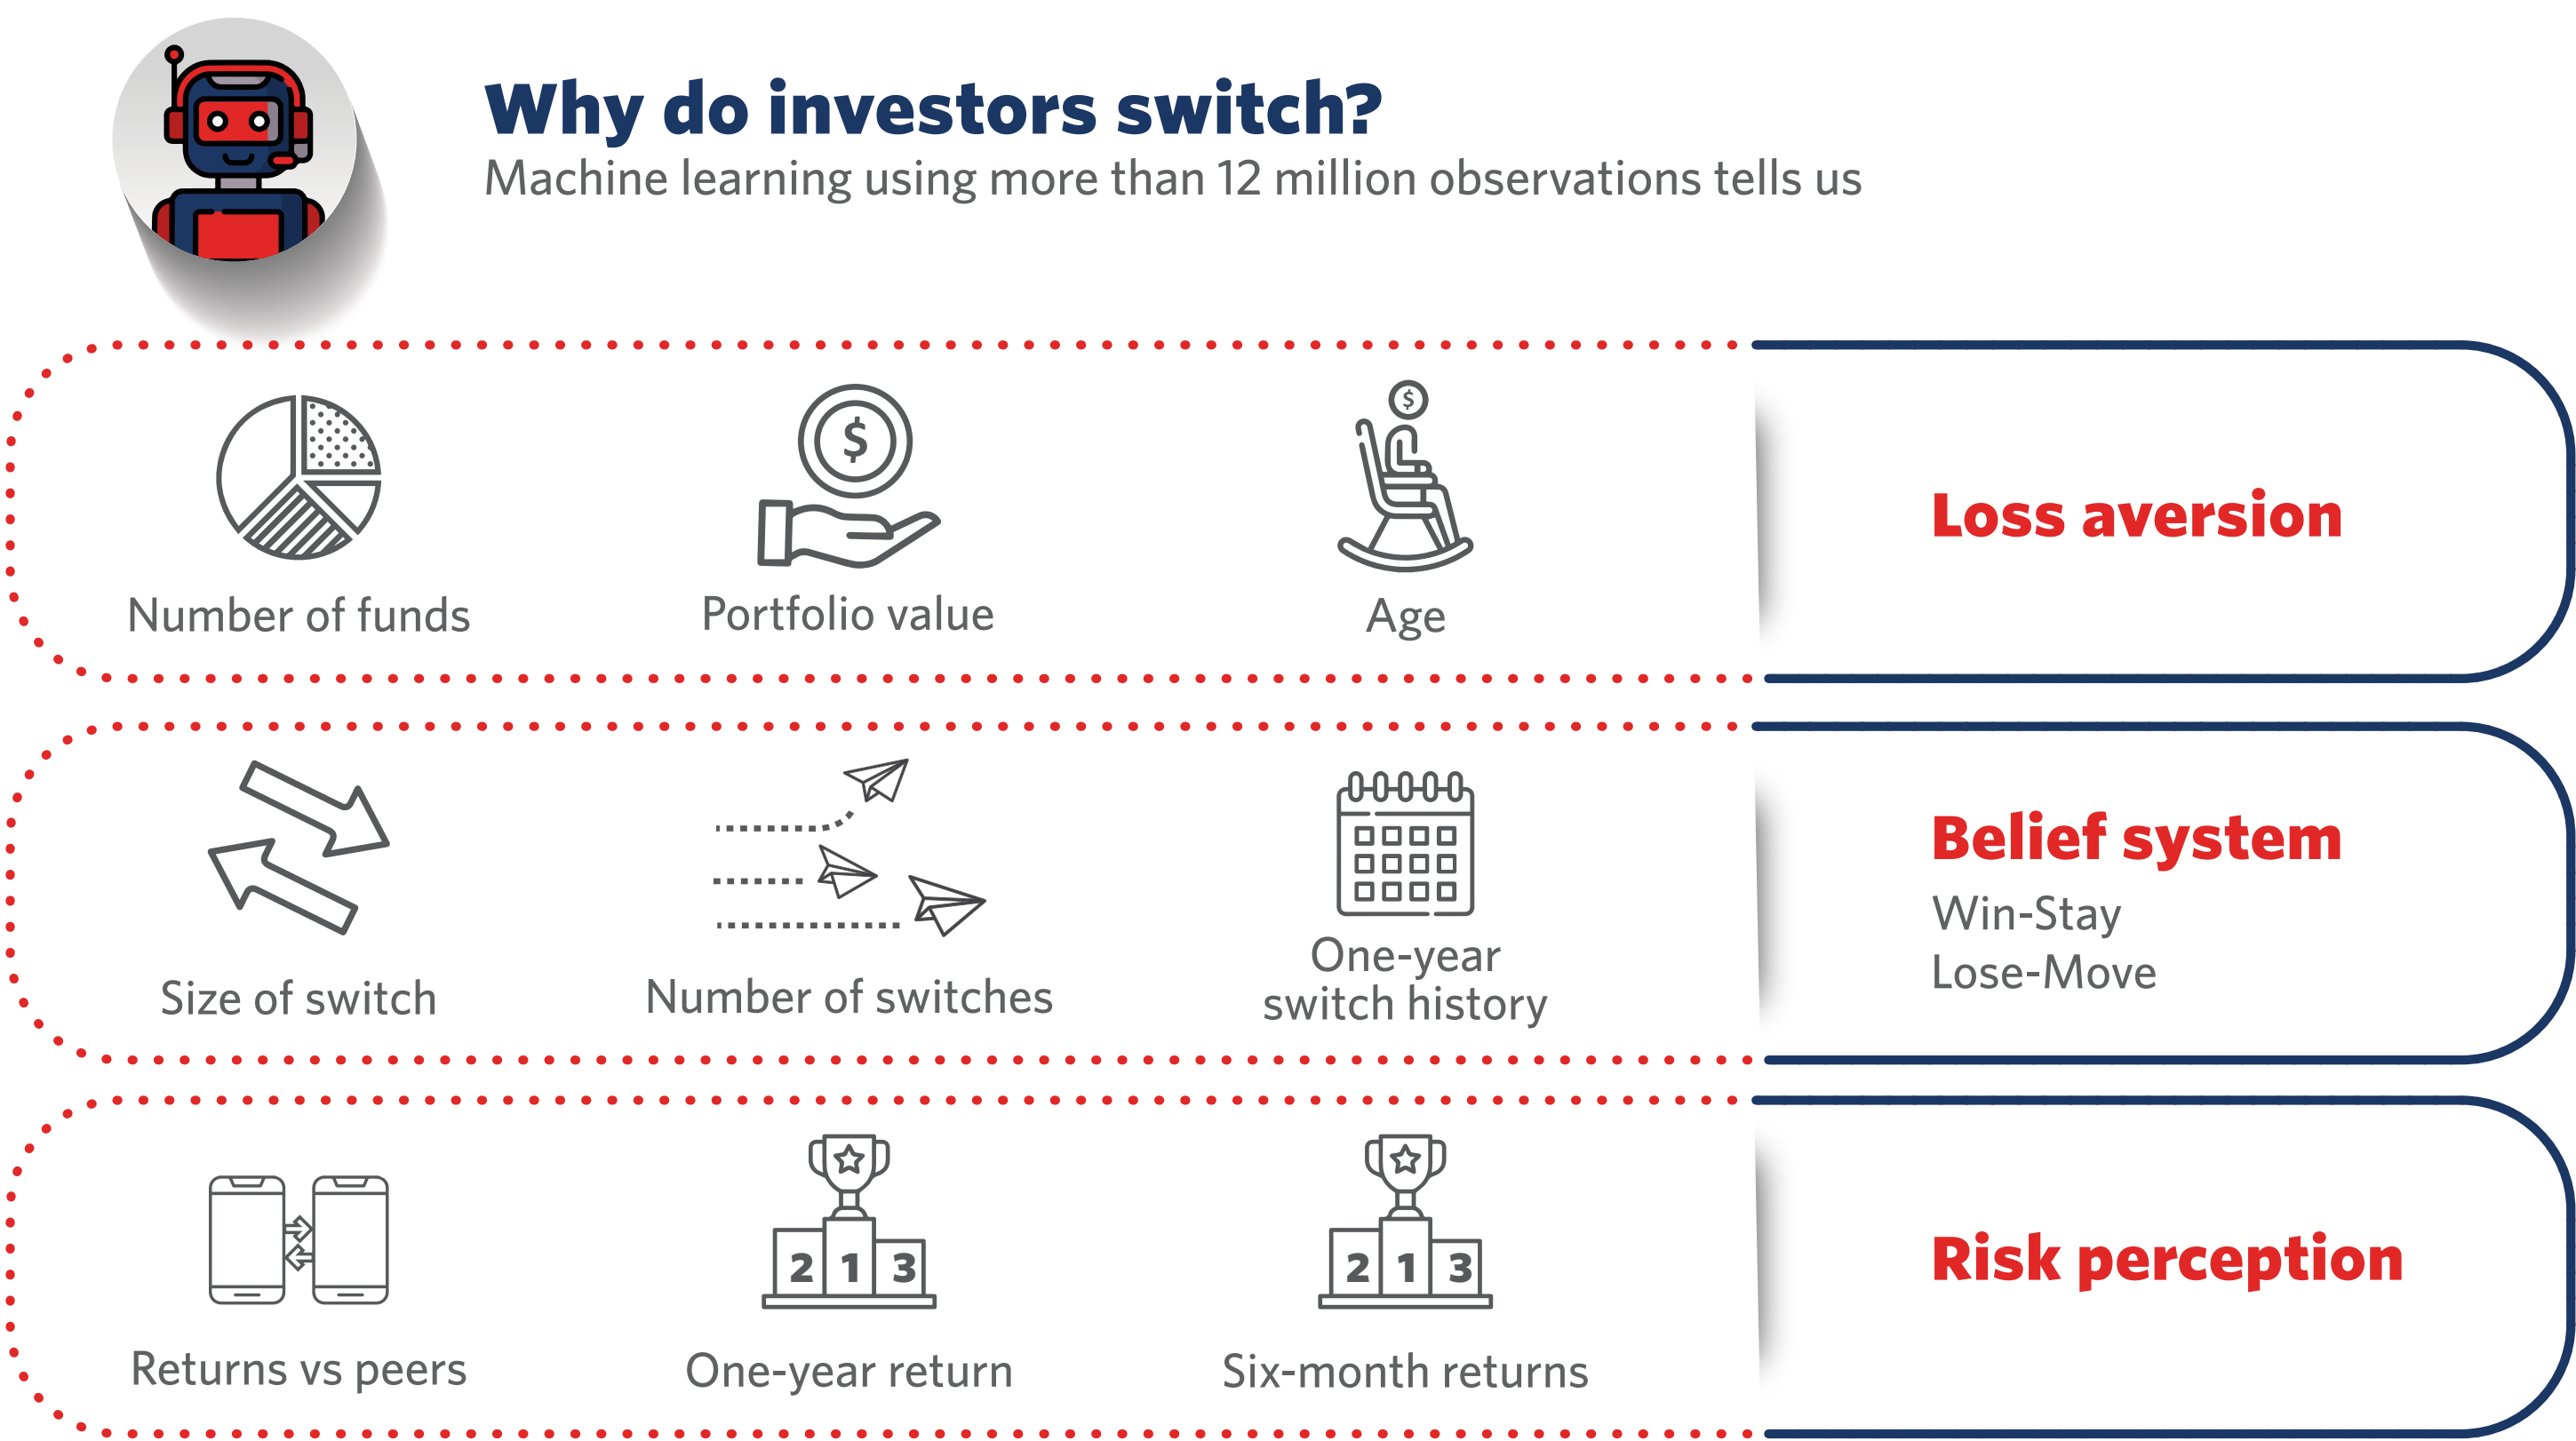 Why do investors switch?
Machine learning using more than 12 million observations tells us
$
$
Number of funds
Portfolio value
Age
Loss aversion
Size of switch
Number of switches
One-year
switch history
Belief system
Win-Stay
Lose-Move
2 1 3
2 1 3
Returns vs peers
One-year return
Six-month returns
Risk perception